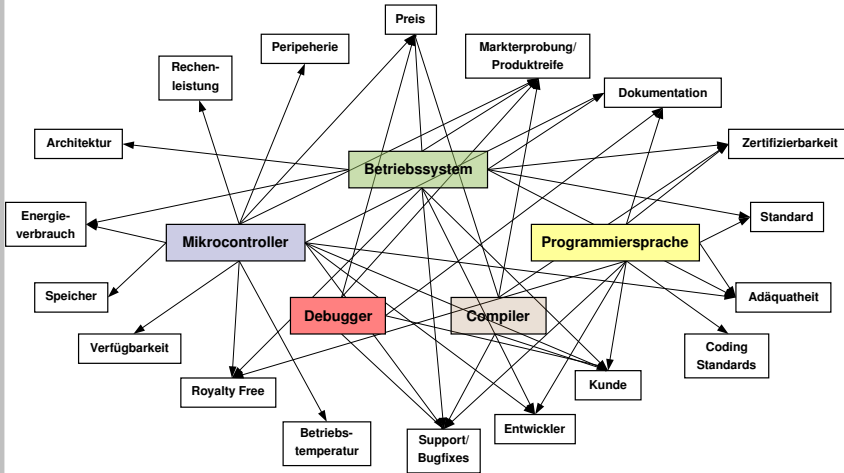 Preis
Markterprobung/
Produktreife
Peripeherie
Rechen-
leistung
Dokumentation
Architektur
Zertifizierbarkeit
Betriebssystem
Energie-
verbrauch
Standard
Mikrocontroller
Programmiersprache
Speicher
Adäquatheit
Debugger
Compiler
Verfügbarkeit
Coding
Standards
Royalty Free
Kunde
Betriebs-
temperatur
Support/
Bugfixes
Entwickler